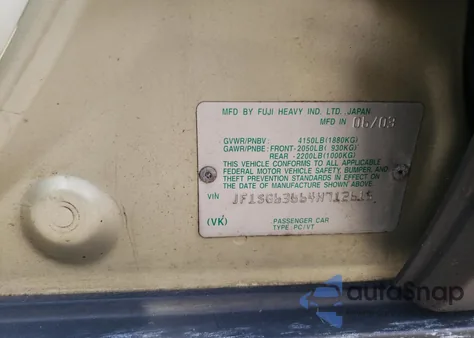 MFD BY FUJI HEAVY IND. LTD. JAPAN
MFD IN 06/03
GVWR/PNBV: 4150LB(1880KG)
GAWR/PNBE: FRONT-2050LB( 930KG)
REAR -2200LB(1000KG)
THIS VEHICLE CONFORMS TO ALL APPLICABLE
FEDERAL MOTOR VEHICLE SAFETY, BUMPER, AND
THEFT PREVENTION STANDARDS IN EFFECT ON THE
DATE OF MANUFACTURE SHOWN ABOVE.
VIN
(VK) PASSENGER CAR
TYPE: PC/VT
autoSnap